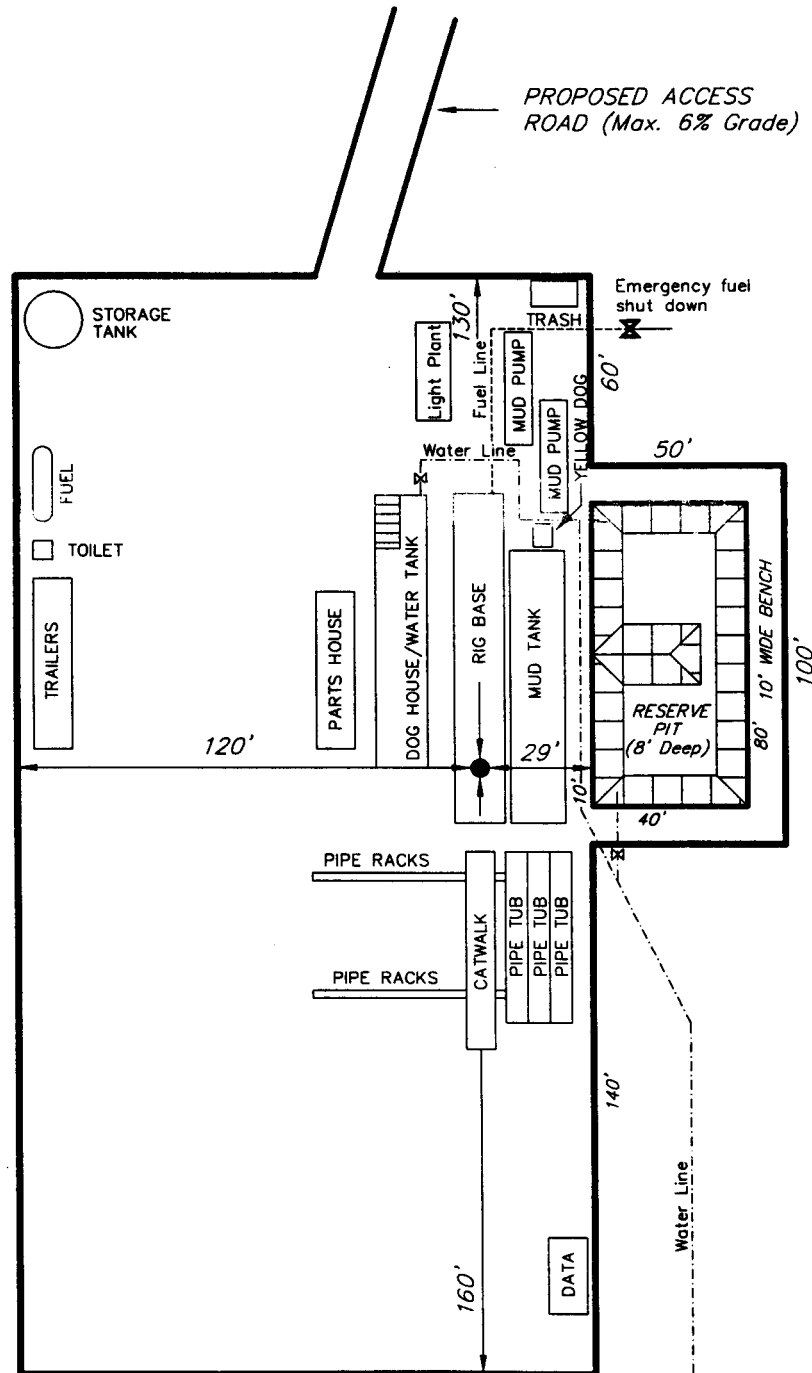 PROPOSED ACCESS
ROAD (Max. 6% Grade)
STORAGE
TANK
Light Plant
130'
Fuel Line
TRASH
Emergency fuel
shut down
60'
MUD PUMP
MUD PUMP
YELLOW DOG
50'
Water Line
FUEL
TOILET
TRAILERS
PARTS HOUSE
DOG HOUSE/WATER TANK
RIG BASE
MUD TANK
RESERVE
PIT
(8' Deep)
80'
10' WIDE BENCH
100'
120'
29'
10'
40'
PIPE RACKS
PIPE RACKS
CATWALK
PIPE TUB
PIPE TUB
PIPE TUB
140'
Water Line
160'
DATA